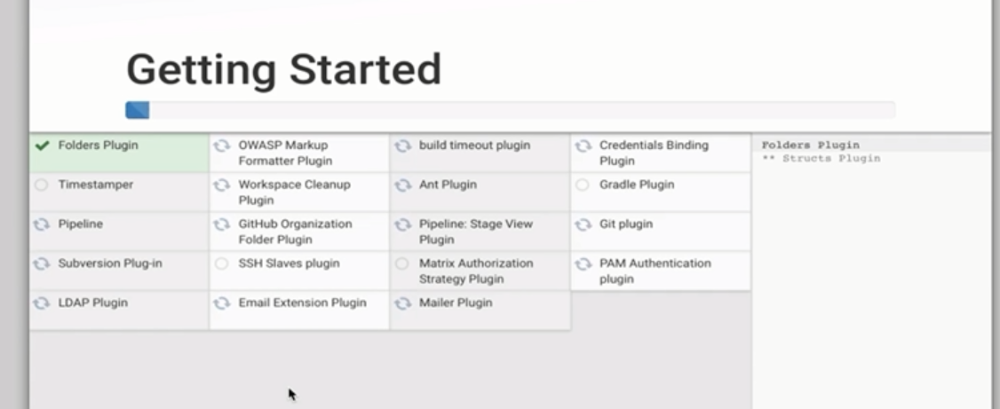 Getting Started
Folders Plugin
OWASP Markup
Formatter Plugin
build timeout plugin
Credentials Binding
Plugin
Timestamper
Workspace Cleanup
Plugin
Ant Plugin
Gradle Plugin
Pipeline
GitHub Organization
Folder Plugin
Pipeline: Stage View
Plugin
Git plugin
Subversion Plug-in
SSH Slaves plugin
Matrix Authorization
Strategy Plugin
PAM Authentication
plugin
LDAP Plugin
Email Extension Plugin
Mailer Plugin
Folders Plugin
** Structs Plugin